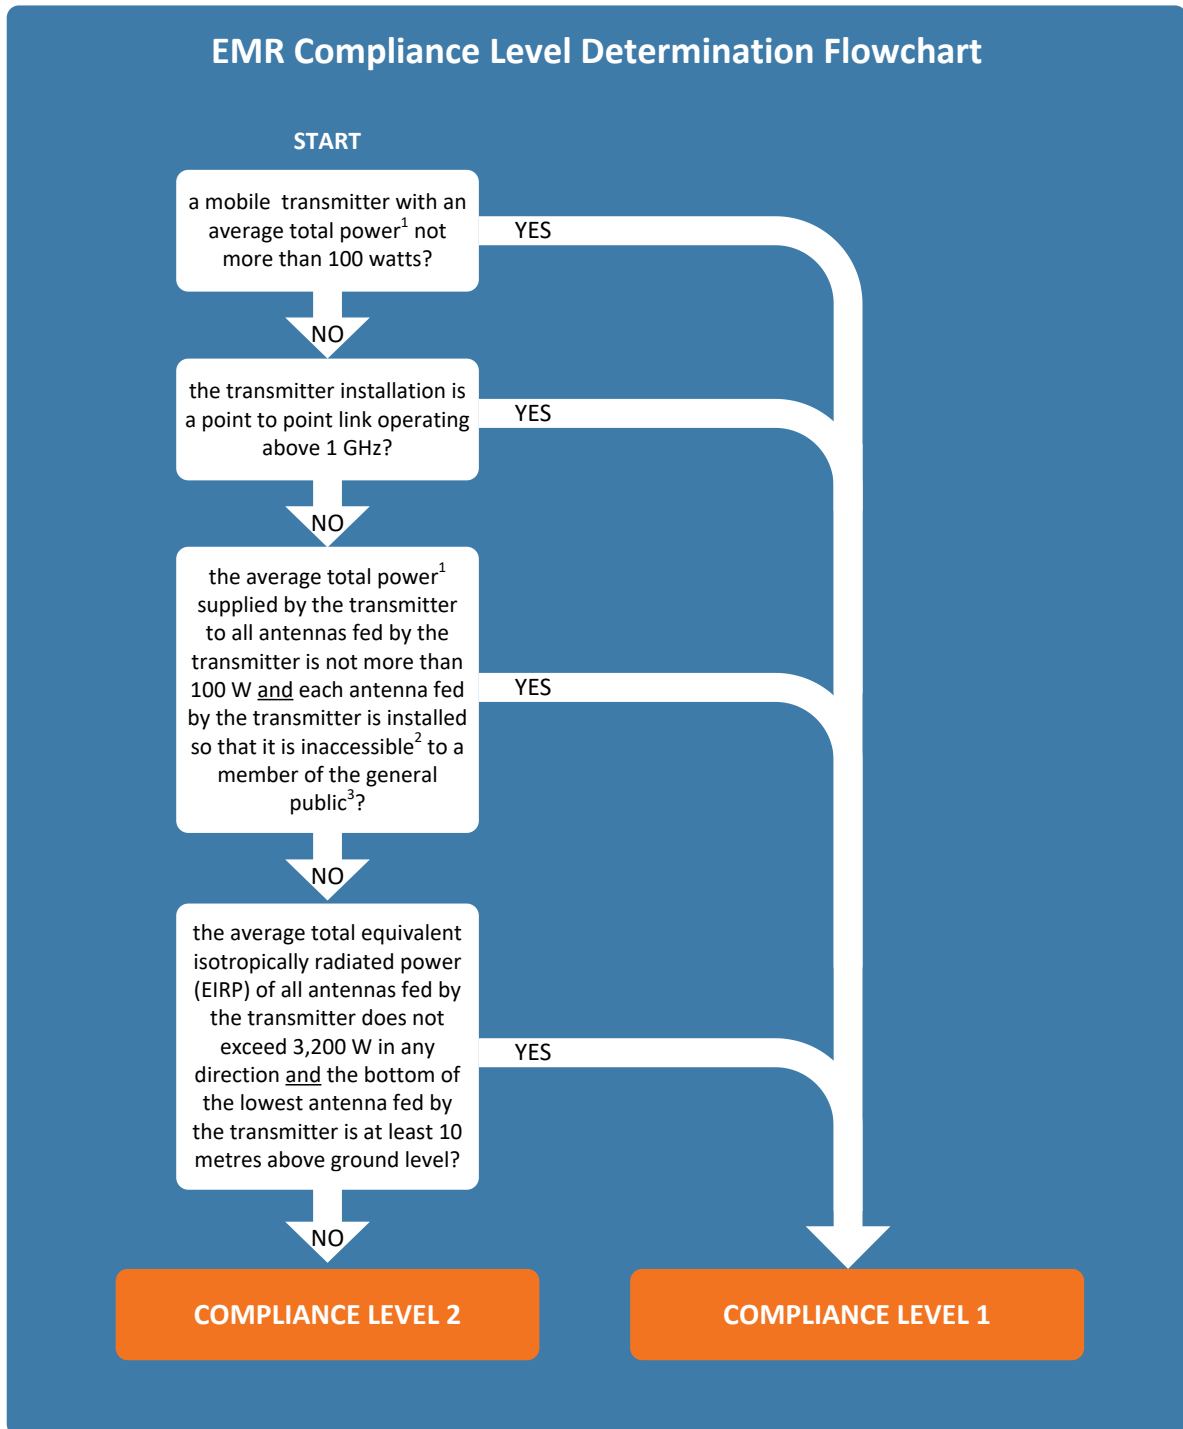 EMR Compliance Level Determination Flowchart
START
a mobile  transmitter with an
average total power¹ not
more than 100 watts?
YES
NO
the transmitter installation is
a point to point link operating
above 1 GHz?
YES
NO
the average total power¹
supplied by the transmitter
to all antennas fed by the
transmitter is not more than
100 W and each antenna fed
by the transmitter is installed
so that it is inaccessible² to a
member of the general
public³?
YES
NO
the average total equivalent
isotropically radiated power
(EIRP) of all antennas fed by
the transmitter does not
exceed 3,200 W in any
direction and the bottom of
the lowest antenna fed by
the transmitter is at least 10
metres above ground level?
YES
NO
COMPLIANCE LEVEL 2
COMPLIANCE LEVEL 1